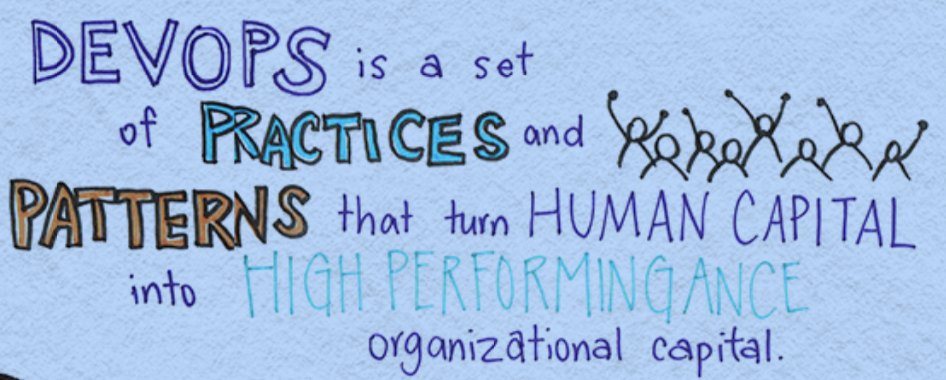 DEVOPS is a set
of PRACTICES and
PATTERNS that turn HUMAN CAPITAL
into HIGH PERFORMINGANCE
organizational capital.